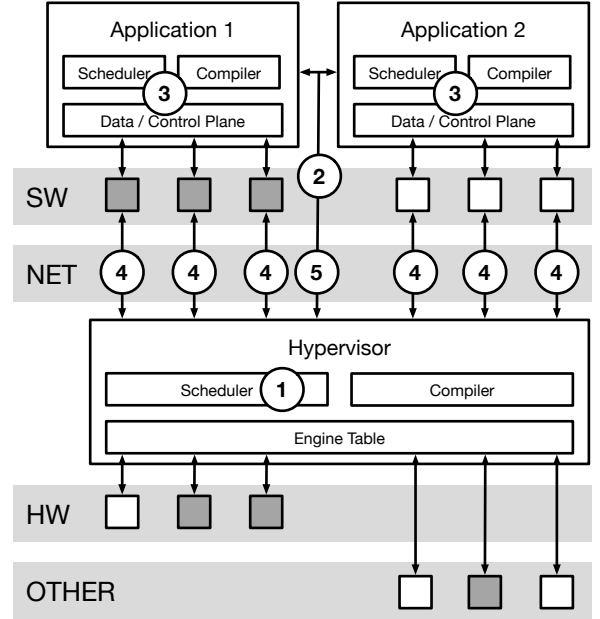 Application 1
Application 2
Scheduler
Compiler
Scheduler
Compiler
3
3
Data / Control Plane
Data / Control Plane
2
SW
NET
4
4
4
5
4
4
4
Hypervisor
Scheduler
1
Compiler
Engine Table
HW
OTHER